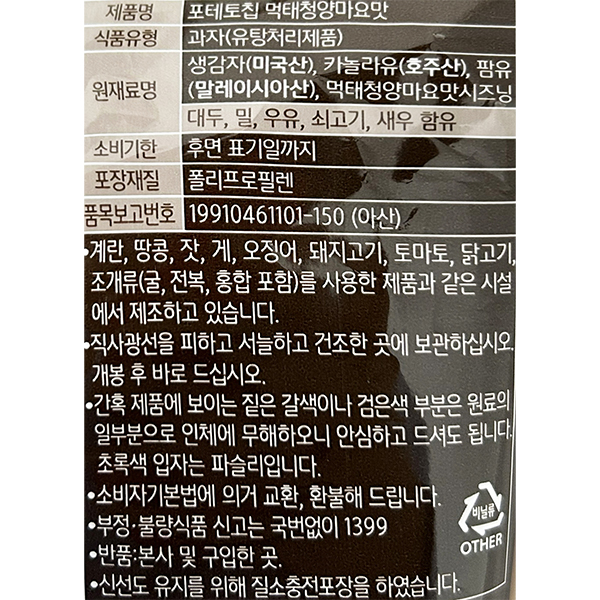 제품명 포테토칩 먹태청양마요맛
식품유형 과자(유탕처리제품)
원재료명 생감자(미국산), 카놀라유(호주산), 팜유
(말레이시아산), 먹태청양마요맛시즈닝
대두, 밀, 우유, 쇠고기, 새우 함유
소비기한 후면 표기일까지
포장재질 폴리프로필렌
품목보고번호 19910461101-150 (아산)
•계란, 땅콩, 잣, 게, 오징어, 돼지고기, 토마토, 닭고기,
조개류(굴, 전복, 홍합 포함)를 사용한 제품과 같은 시설
에서 제조하고 있습니다.
•직사광선을 피하고 서늘하고 건조한 곳에 보관하십시오.
개봉 후 바로 드십시오.
•간혹 제품에 보이는 짙은 갈색이나 검은색 부분은 원료의
일부분으로 인체에 무해하오니 안심하고 드셔도 됩니다.
초록색 입자는 파슬리입니다.
•소비자기본법에 의거 교환, 환불해 드립니다.
•부정·불량식품 신고는 국번없이 1399
•반품:본사 및 구입한 곳.
•신선도 유지를 위해 질소충전포장을 하였습니다.
비닐류
OTHER